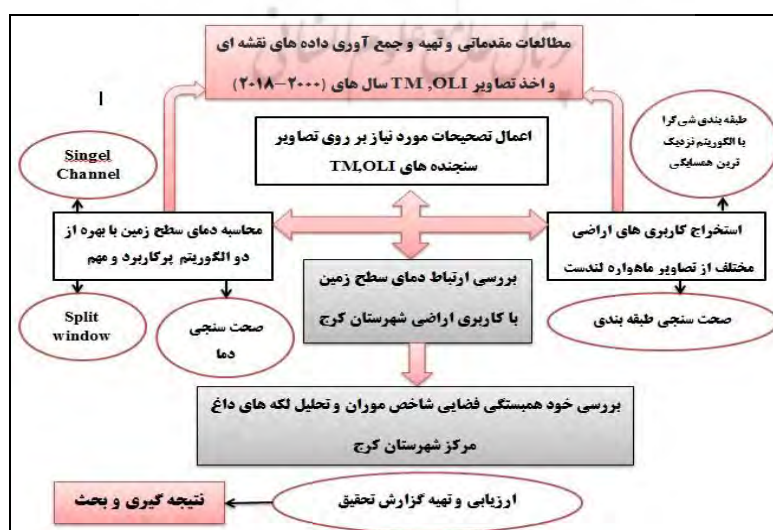 پرتال جامع علوم انسانی
مطالعات مقدماتی و تهیه و جمع آوری داده های نقشه ای
و اخذ تصاویر TM ,OLI سال های (۲۰۰۰–۲۰۱۸)
طبقه بندی شی گرا
با الگوریتم نزدیک
ترین همسایگی
اعمال تصحیحات مورد نیاز بر روی تصاویر
سنجنده های TM,OLI
Singel
Channel
استخراج کاربری های اراضی
مختلف از تصاویر ماهواره لندست
محاسبه دمای سطح زمین با بهره از
دو الگوریتم پرکاربرد و مهم
بررسی ارتباط دمای سطح زمین
با کاربری اراضی شهرستان کرج
صحت سنجی طبقه بندی
صحت سنجی
دما
Split
window
بررسی خود همبستگی فضایی شاخص موران و تحلیل لکه های داغ
مرکز شهرستان کرج
ارزیابی و تهیه گزارش تحقیق
نتیجه گیری و بحث